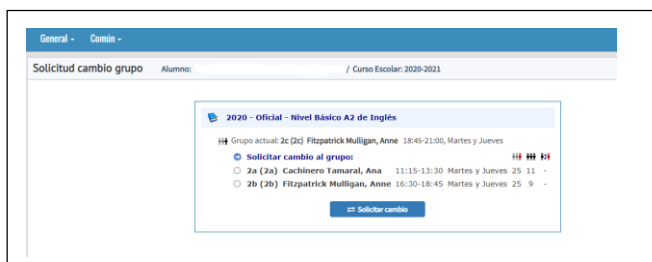 General - Común -
Solicitud cambio grupo Alumno: / Curso Escolar: 2020-2021
2020 - Oficial - Nivel Básico A2 de Inglés
Grupo actual: 2c (2c) Fitzpatrick Mulligan, Anne 18:45-21:00, Martes y Jueves
Solicitar cambio al grupo:
2a (2a) Cachinero Tamaral, Ana 11:15-13:30 Martes y Jueves 25 11 -
2b (2b) Fitzpatrick Mulligan, Anne 16:30-18:45 Martes y Jueves 25 9 -
Solicitar cambio